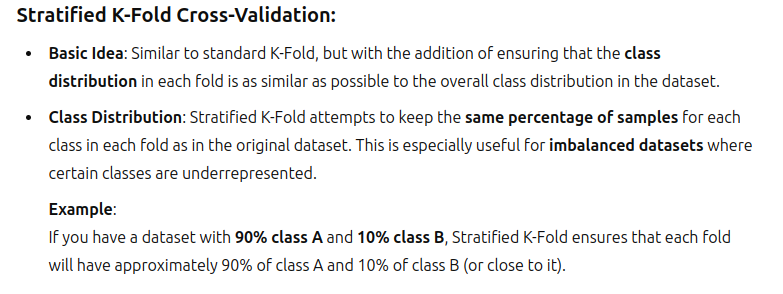 Stratified K-Fold Cross-Validation:
• Basic Idea: Similar to standard K-Fold, but with the addition of ensuring that the class
distribution in each fold is as similar as possible to the overall class distribution in the dataset.
• Class Distribution: Stratified K-Fold attempts to keep the same percentage of samples for each
class in each fold as in the original dataset. This is especially useful for imbalanced datasets where
certain classes are underrepresented.
Example:
If you have a dataset with 90% class A and 10% class B, Stratified K-Fold ensures that each fold
will have approximately 90% of class A and 10% of class B (or close to it).